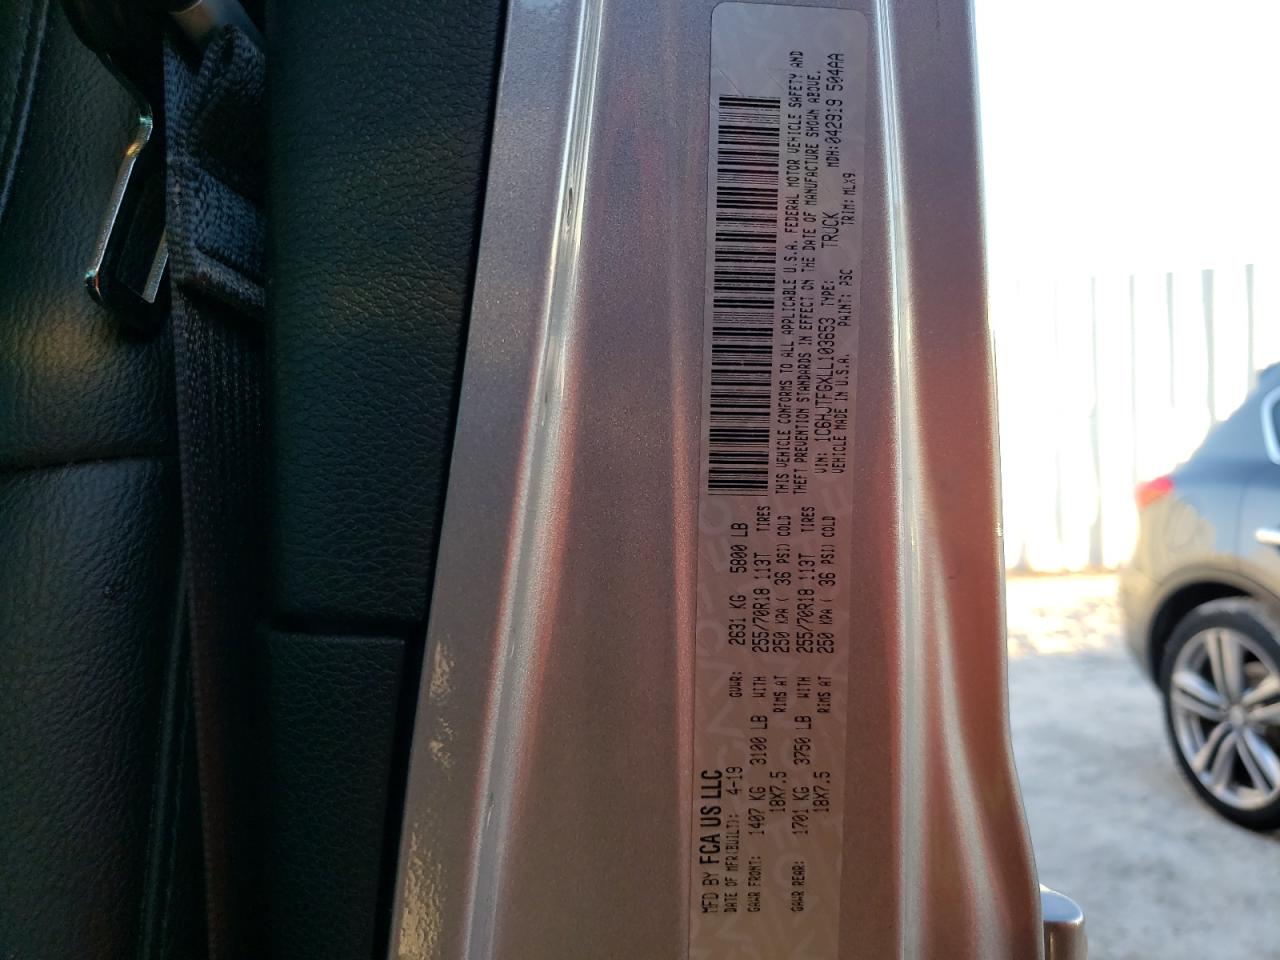 MFD BY FCA US LLC
DATE OF MFR(BUILT): 4-19 GVWR: 2631 KG 5800 LB
GAWR FRONT: 1407 KG 3100 LB WITH 255/70R18 113T TIRES
18X7.5 RIMS AT 250 KPA ( 36 PSI) COLD
GAWR REAR: 1701 KG 3750 LB WITH 255/70R18 113T TIRES
18X7.5 RIMS AT 250 KPA ( 36 PSI) COLD
THIS VEHICLE CONFORMS TO ALL APPLICABLE U.S.A. FEDERAL MOTOR VEHICLE SAFETY AND
THEFT PREVENTION STANDARDS IN EFFECT ON THE DATE OF MANUFACTURE SHOWN ABOVE.
VIN: 1C6HJTFGXLL103653 TYPE: TRUCK MDH:042919 504AA
VEHICLE MADE IN U.S.A. PAINT: PSC TRIM: MLX9